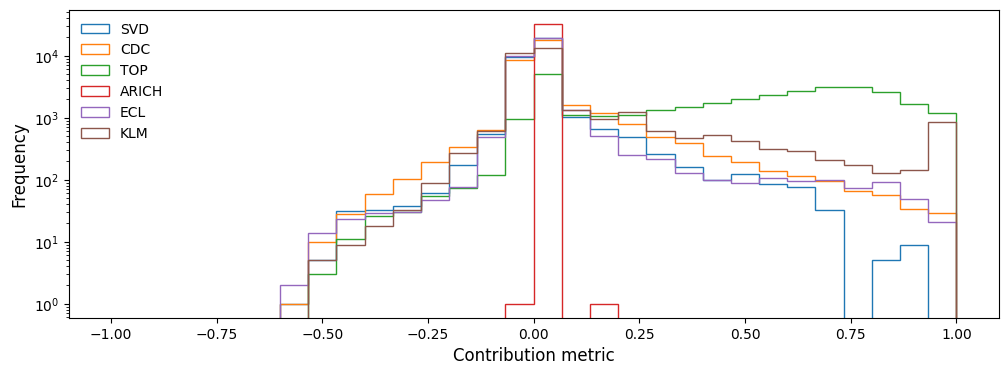 SVD
CDC
TOP
ARICH
ECL
KLM
Frequency
10⁴
10³
10²
10¹
10⁰
−1.00 −0.75 −0.50 −0.25 0.00 0.25 0.50 0.75 1.00
Contribution metric